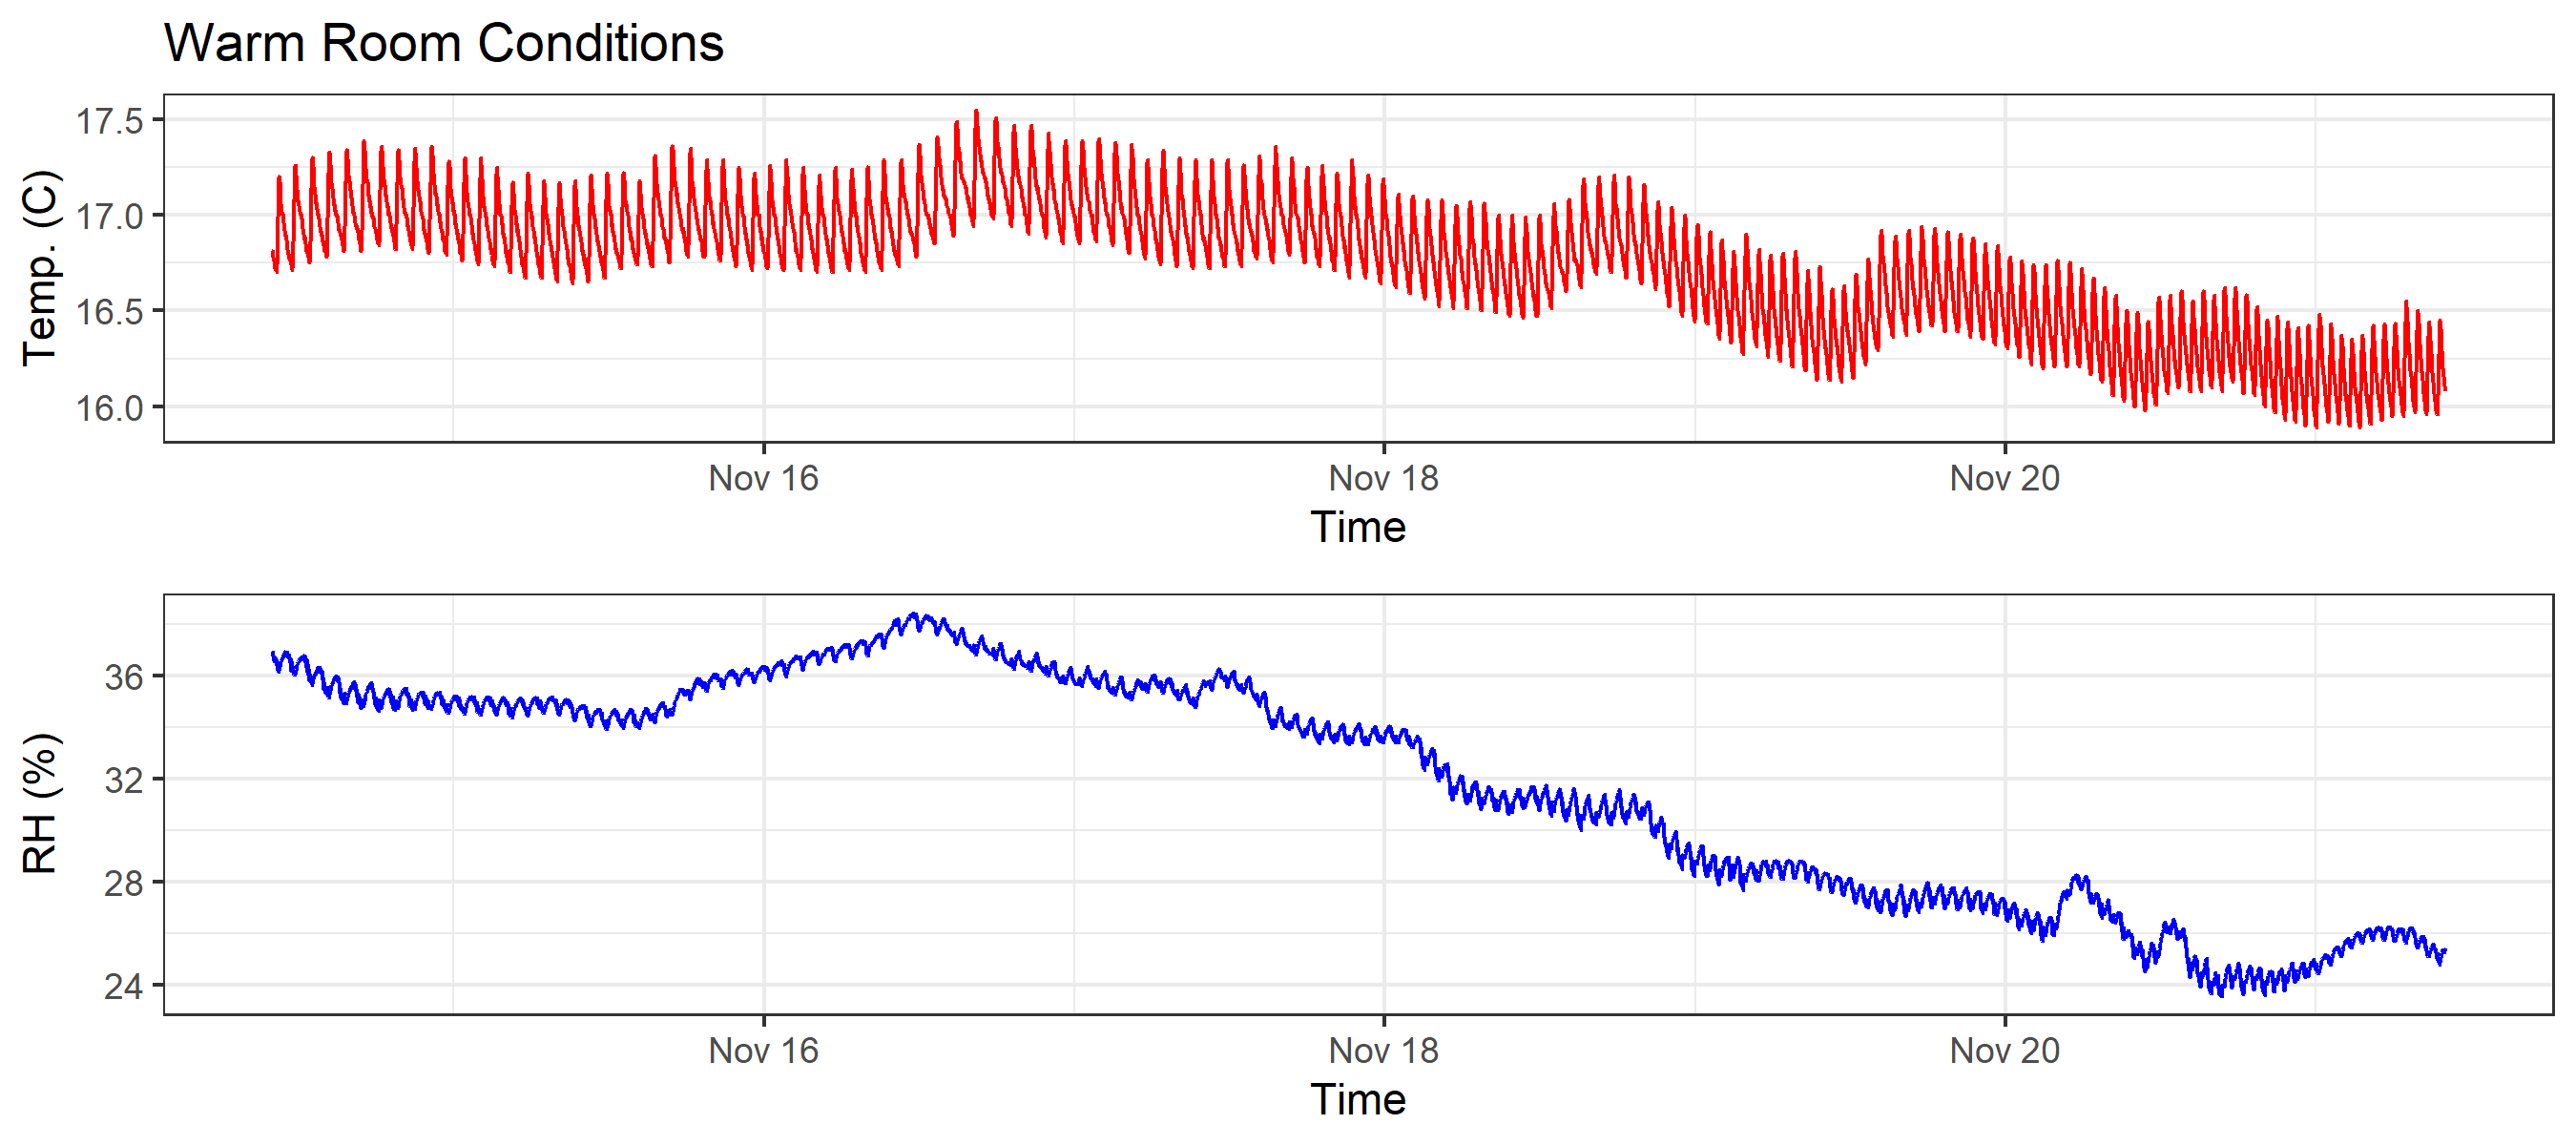 Warm Room Conditions
Temp. (C)
17.5
17.0
16.5
16.0
Nov 16 Nov 18 Nov 20
Time
RH (%)
36
32
28
24
Nov 16 Nov 18 Nov 20
Time